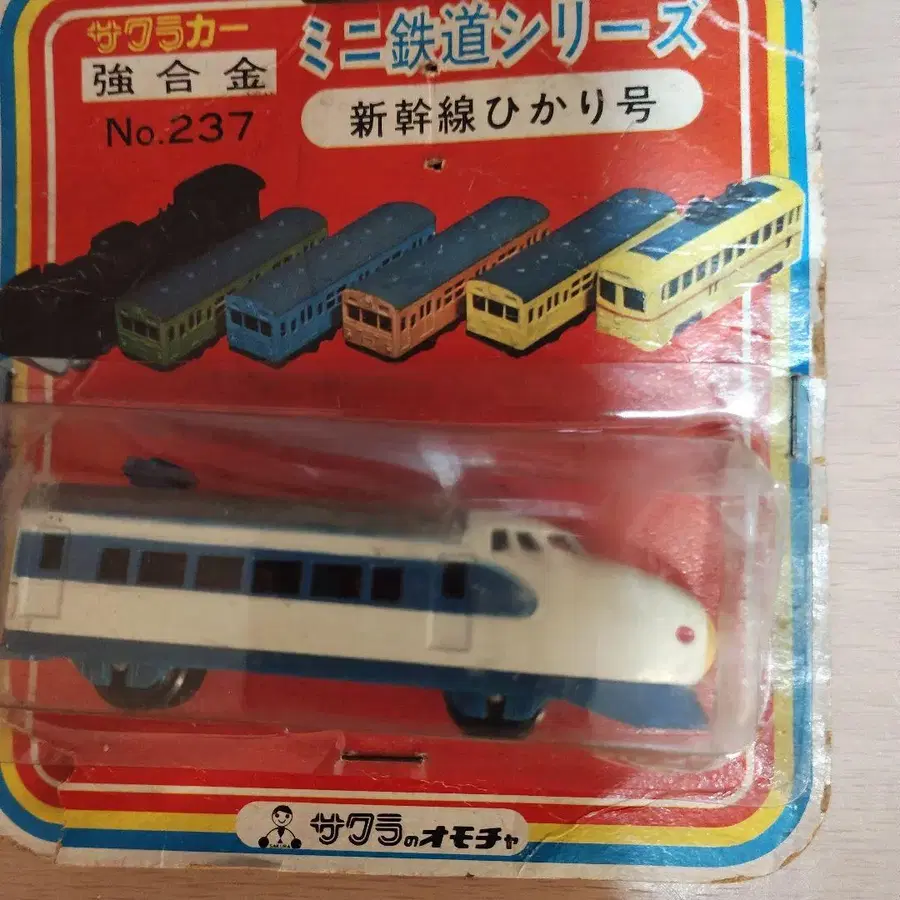 サクラカー
ミニ鉄道シリーズ
強合金
No.237
新幹線ひかり号
サクラのオモチャ